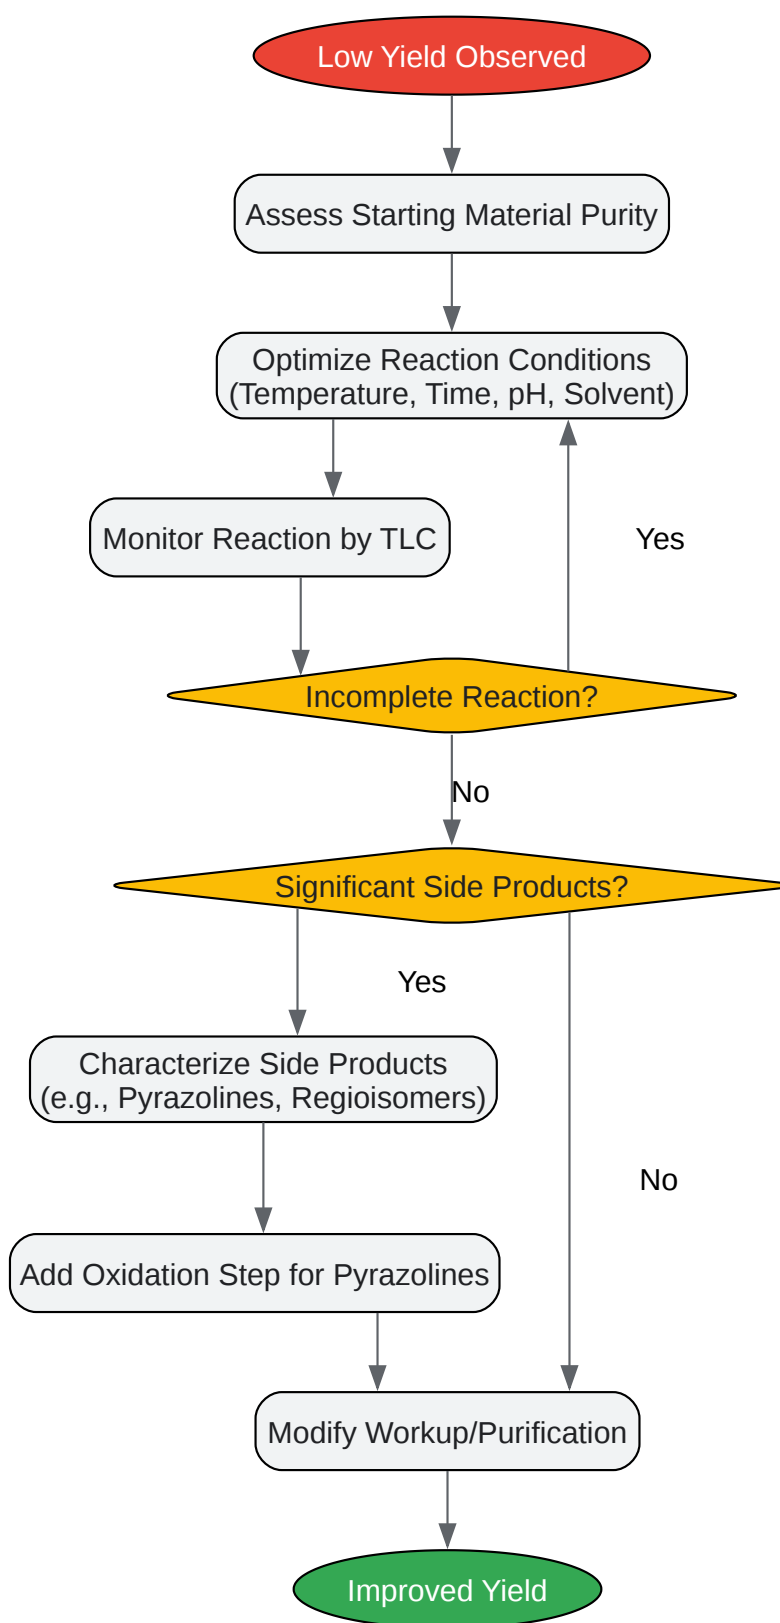 Low Yield Observed
Assess Starting Material Purity
Optimize Reaction Conditions
(Temperature, Time, pH, Solvent)
Monitor Reaction by TLC
Yes
Incomplete Reaction?
No
Significant Side Products?
Yes
Characterize Side Products
(e.g., Pyrazolines, Regioisomers)
No
Add Oxidation Step for Pyrazolines
Modify Workup/Purification
Improved Yield